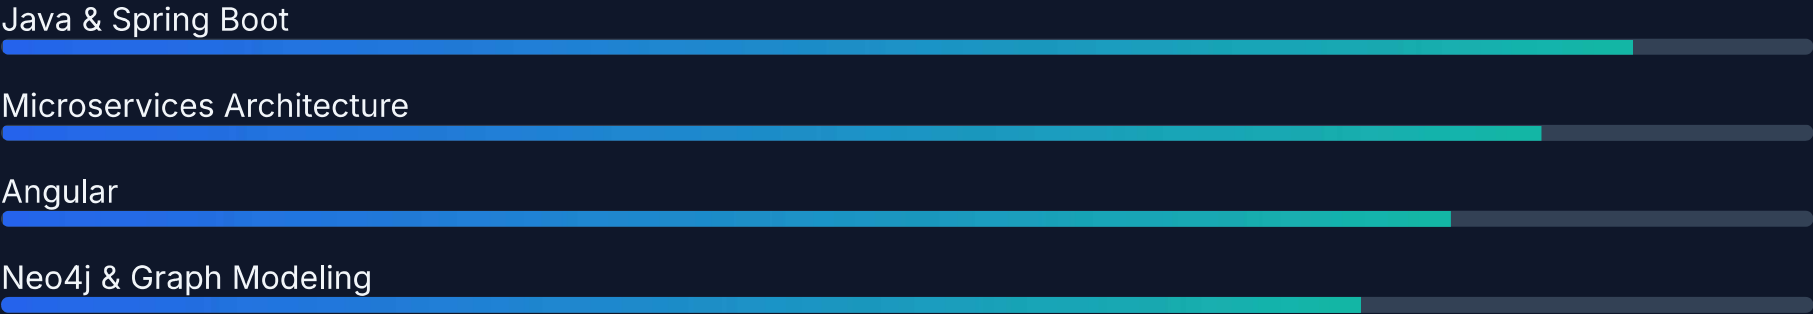 Java & Spring Boot
Microservices Architecture
Angular
Neo4j & Graph Modeling